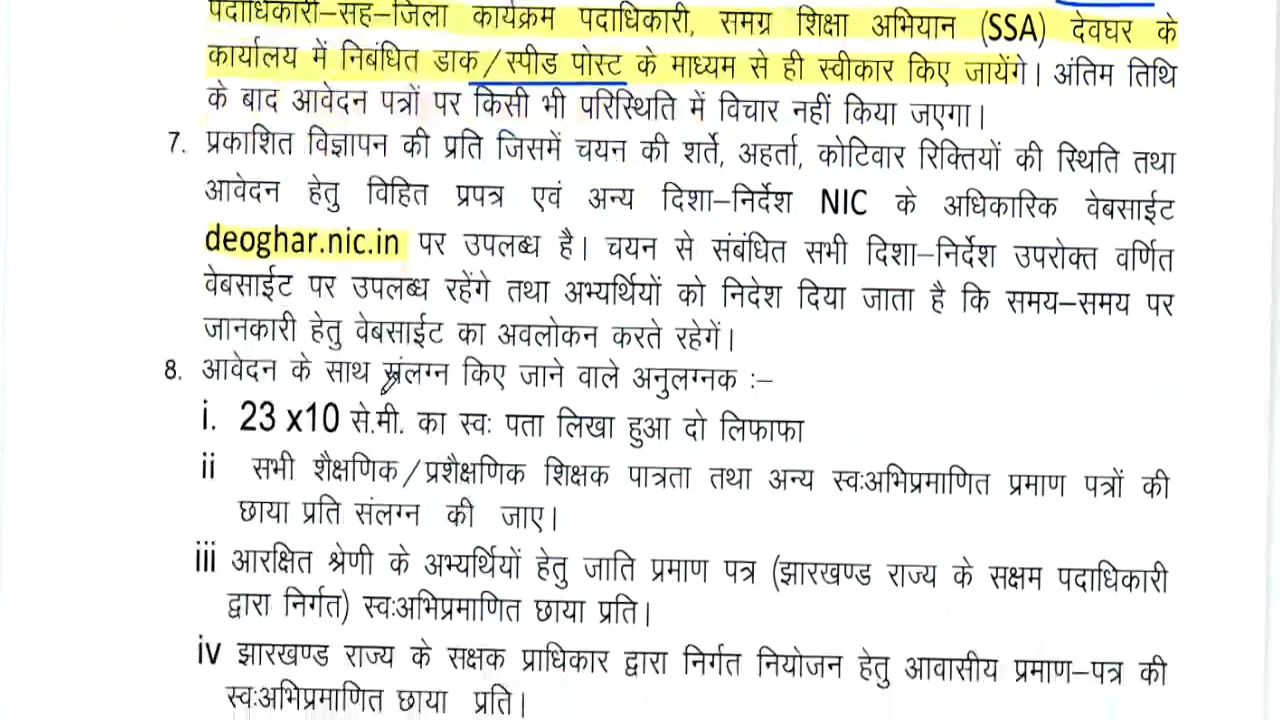 पदाधिकारी–सह–जिला कार्यक्रम पदाधिकारी, समग्र शिक्षा अभियान (SSA) देवघर के
कार्यालय में निबंधित डाक/स्पीड पोस्ट के माध्यम से ही स्वीकार किए जायेंगे। अंतिम तिथि
के बाद आवेदन पत्रों पर किसी भी परिस्थिति में विचार नहीं किया जएगा।
7. प्रकाशित विज्ञापन की प्रति जिसमें चयन की शर्ते, अहर्ता, कोटिवार रिक्तियों की स्थिति तथा
आवेदन हेतु विहित प्रपत्र एवं अन्य दिशा–निर्देश NIC के अधिकारिक वेबसाईट
deoghar.nic.in पर उपलब्ध है। चयन से संबंधित सभी दिशा–निर्देश उपरोक्त वर्णित
वेबसाईट पर उपलब्ध रहेंगे तथा अभ्यर्थियों को निदेश दिया जाता है कि समय–समय पर
जानकारी हेतु वेबसाईट का अवलोकन करते रहेगें।
8. आवेदन के साथ संलग्न किए जाने वाले अनुलग्नक :–
i. 23 x10 से.मी. का स्वः पता लिखा हुआ दो लिफाफा
ii सभी शैक्षणिक/प्रशैक्षणिक शिक्षक पात्रता तथा अन्य स्वःअभिप्रमाणित प्रमाण पत्रों की
छाया प्रति संलग्न की जाए।
iii आरक्षित श्रेणी के अभ्यर्थियों हेतु जाति प्रमाण पत्र (झारखण्ड राज्य के सक्षम पदाधिकारी
द्वारा निर्गत) स्वःअभिप्रमाणित छाया प्रति।
iv झारखण्ड राज्य के सक्षक प्राधिकार द्वारा निर्गत नियोजन हेतु आवासीय प्रमाण–पत्र की
स्वःअभिप्रमाणित छाया प्रति।